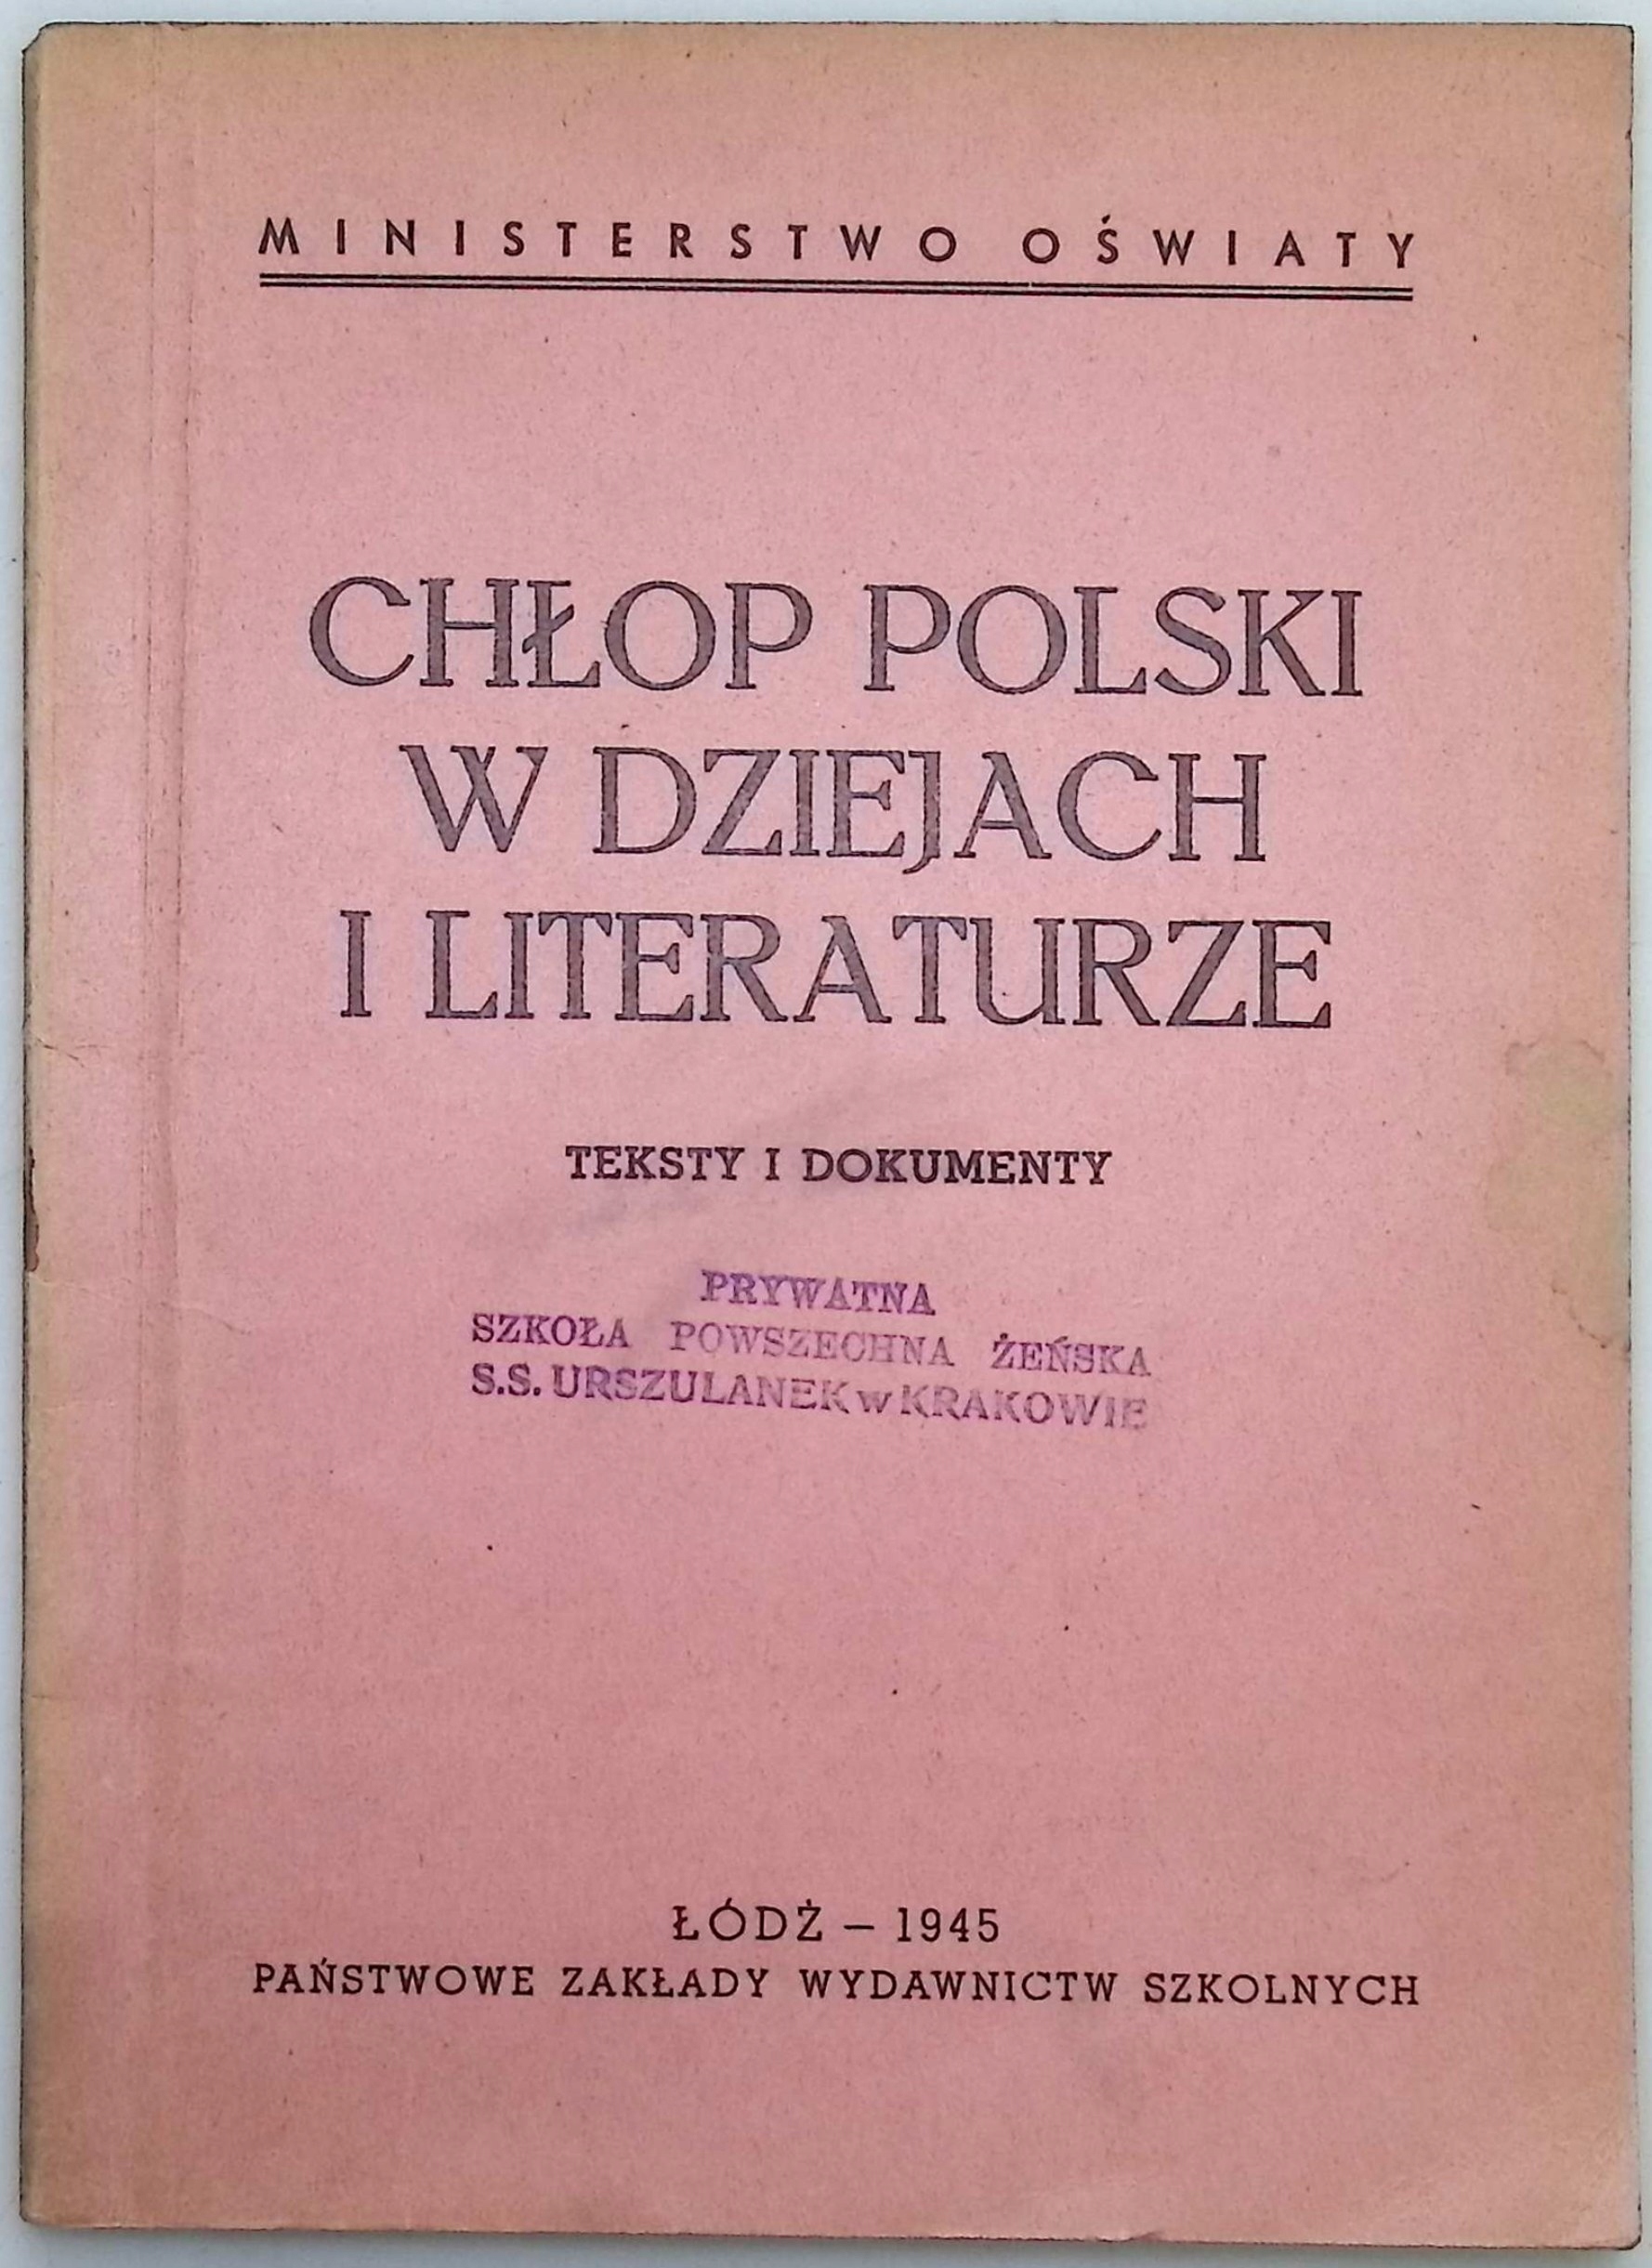 MINISTERSTWO OŚWIATY
CHŁOP POLSKI
W DZIEJACH
I LITERATURZE
TEKSTY I DOKUMENTY
PRYWATNA
SZKOŁA POWSZECHNA ŻEŃSKA
S.S. URSZULANEK w KRAKOWIE
ŁÓDŻ – 1945
PAŃSTWOWE ZAKŁADY WYDAWNICTW SZKOLNYCH